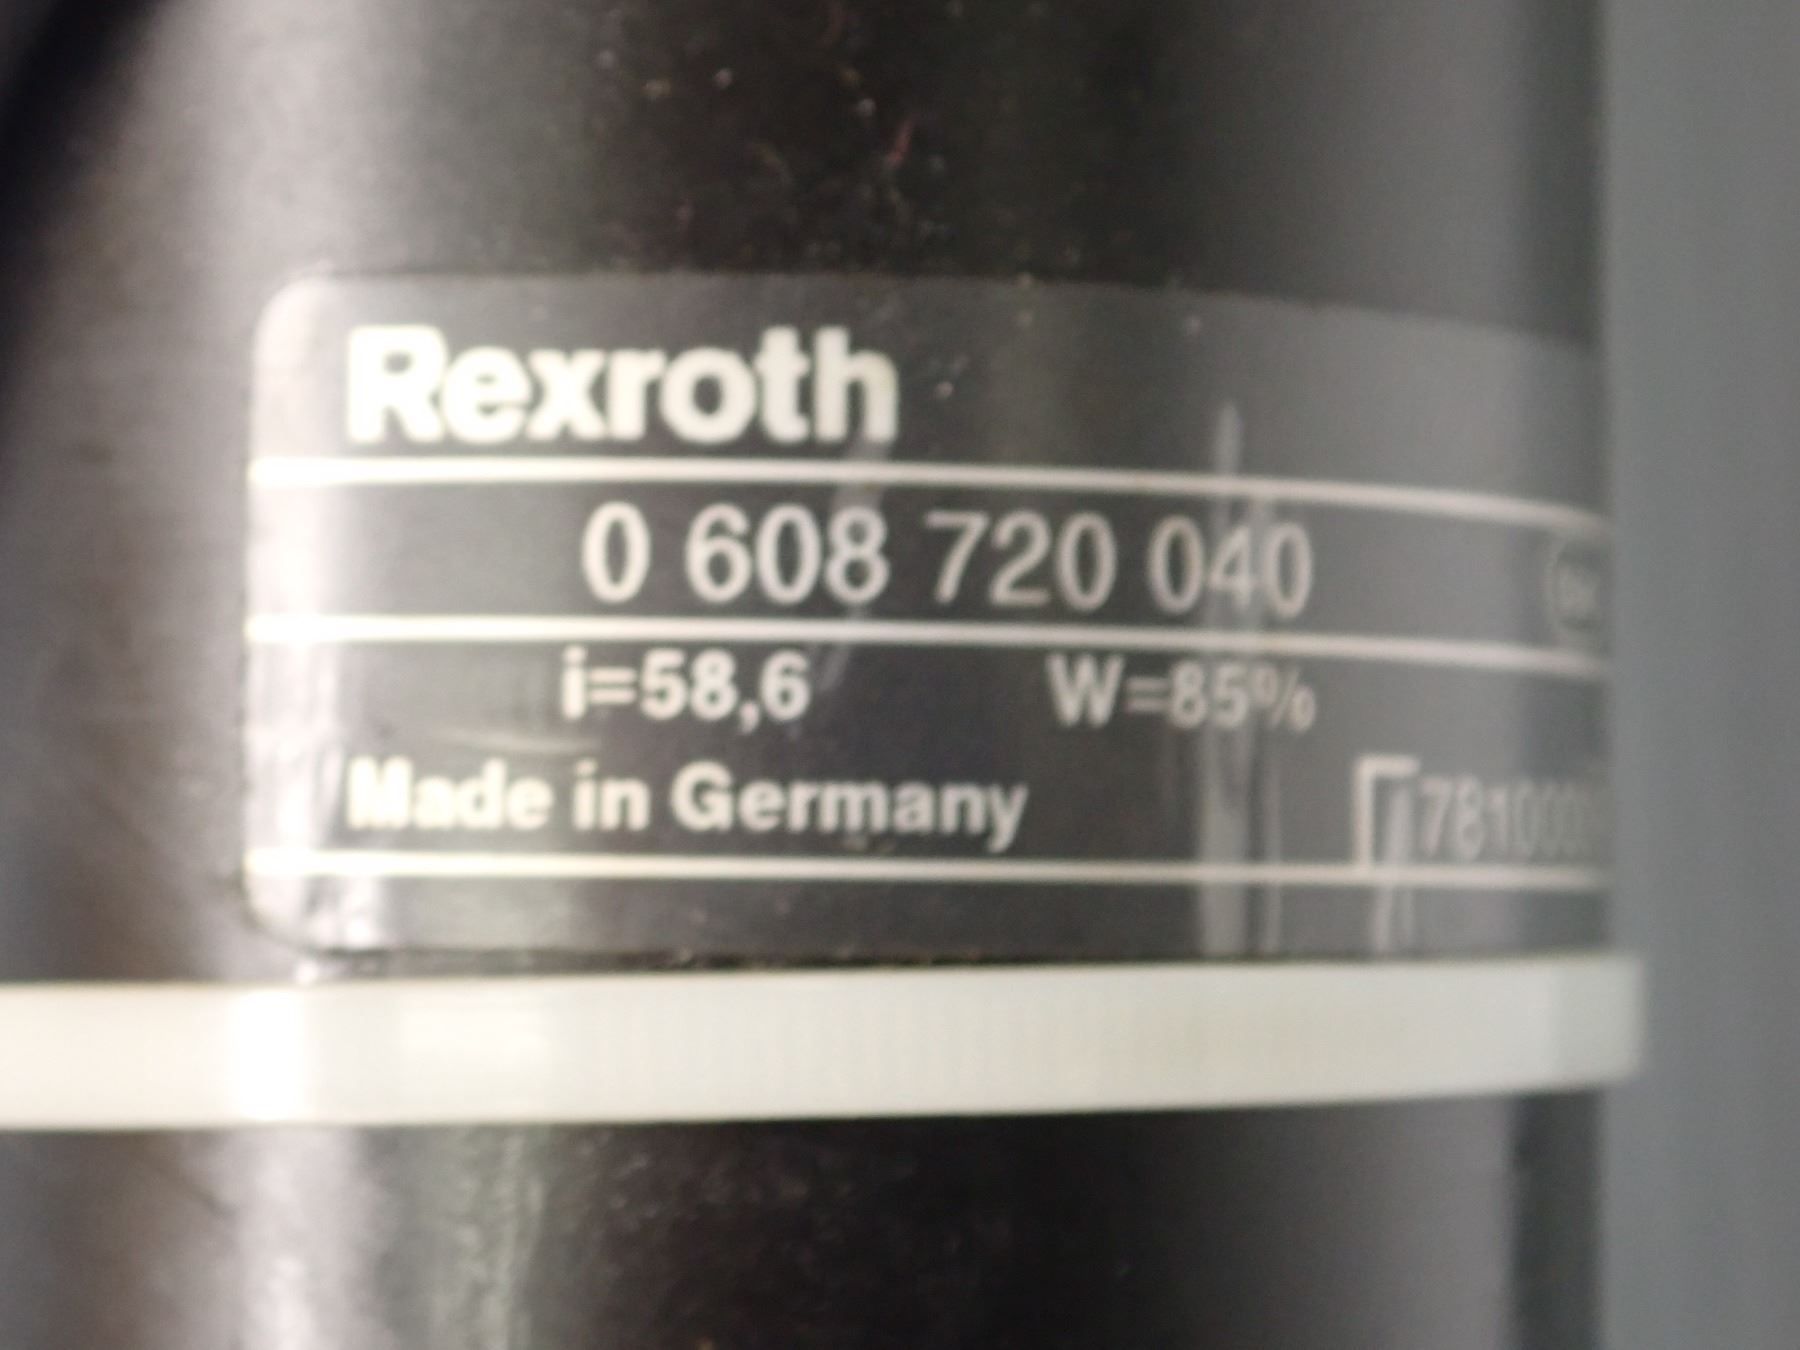 Rexroth
0 608 720 040
i=58,6 W=85%
Made in Germany